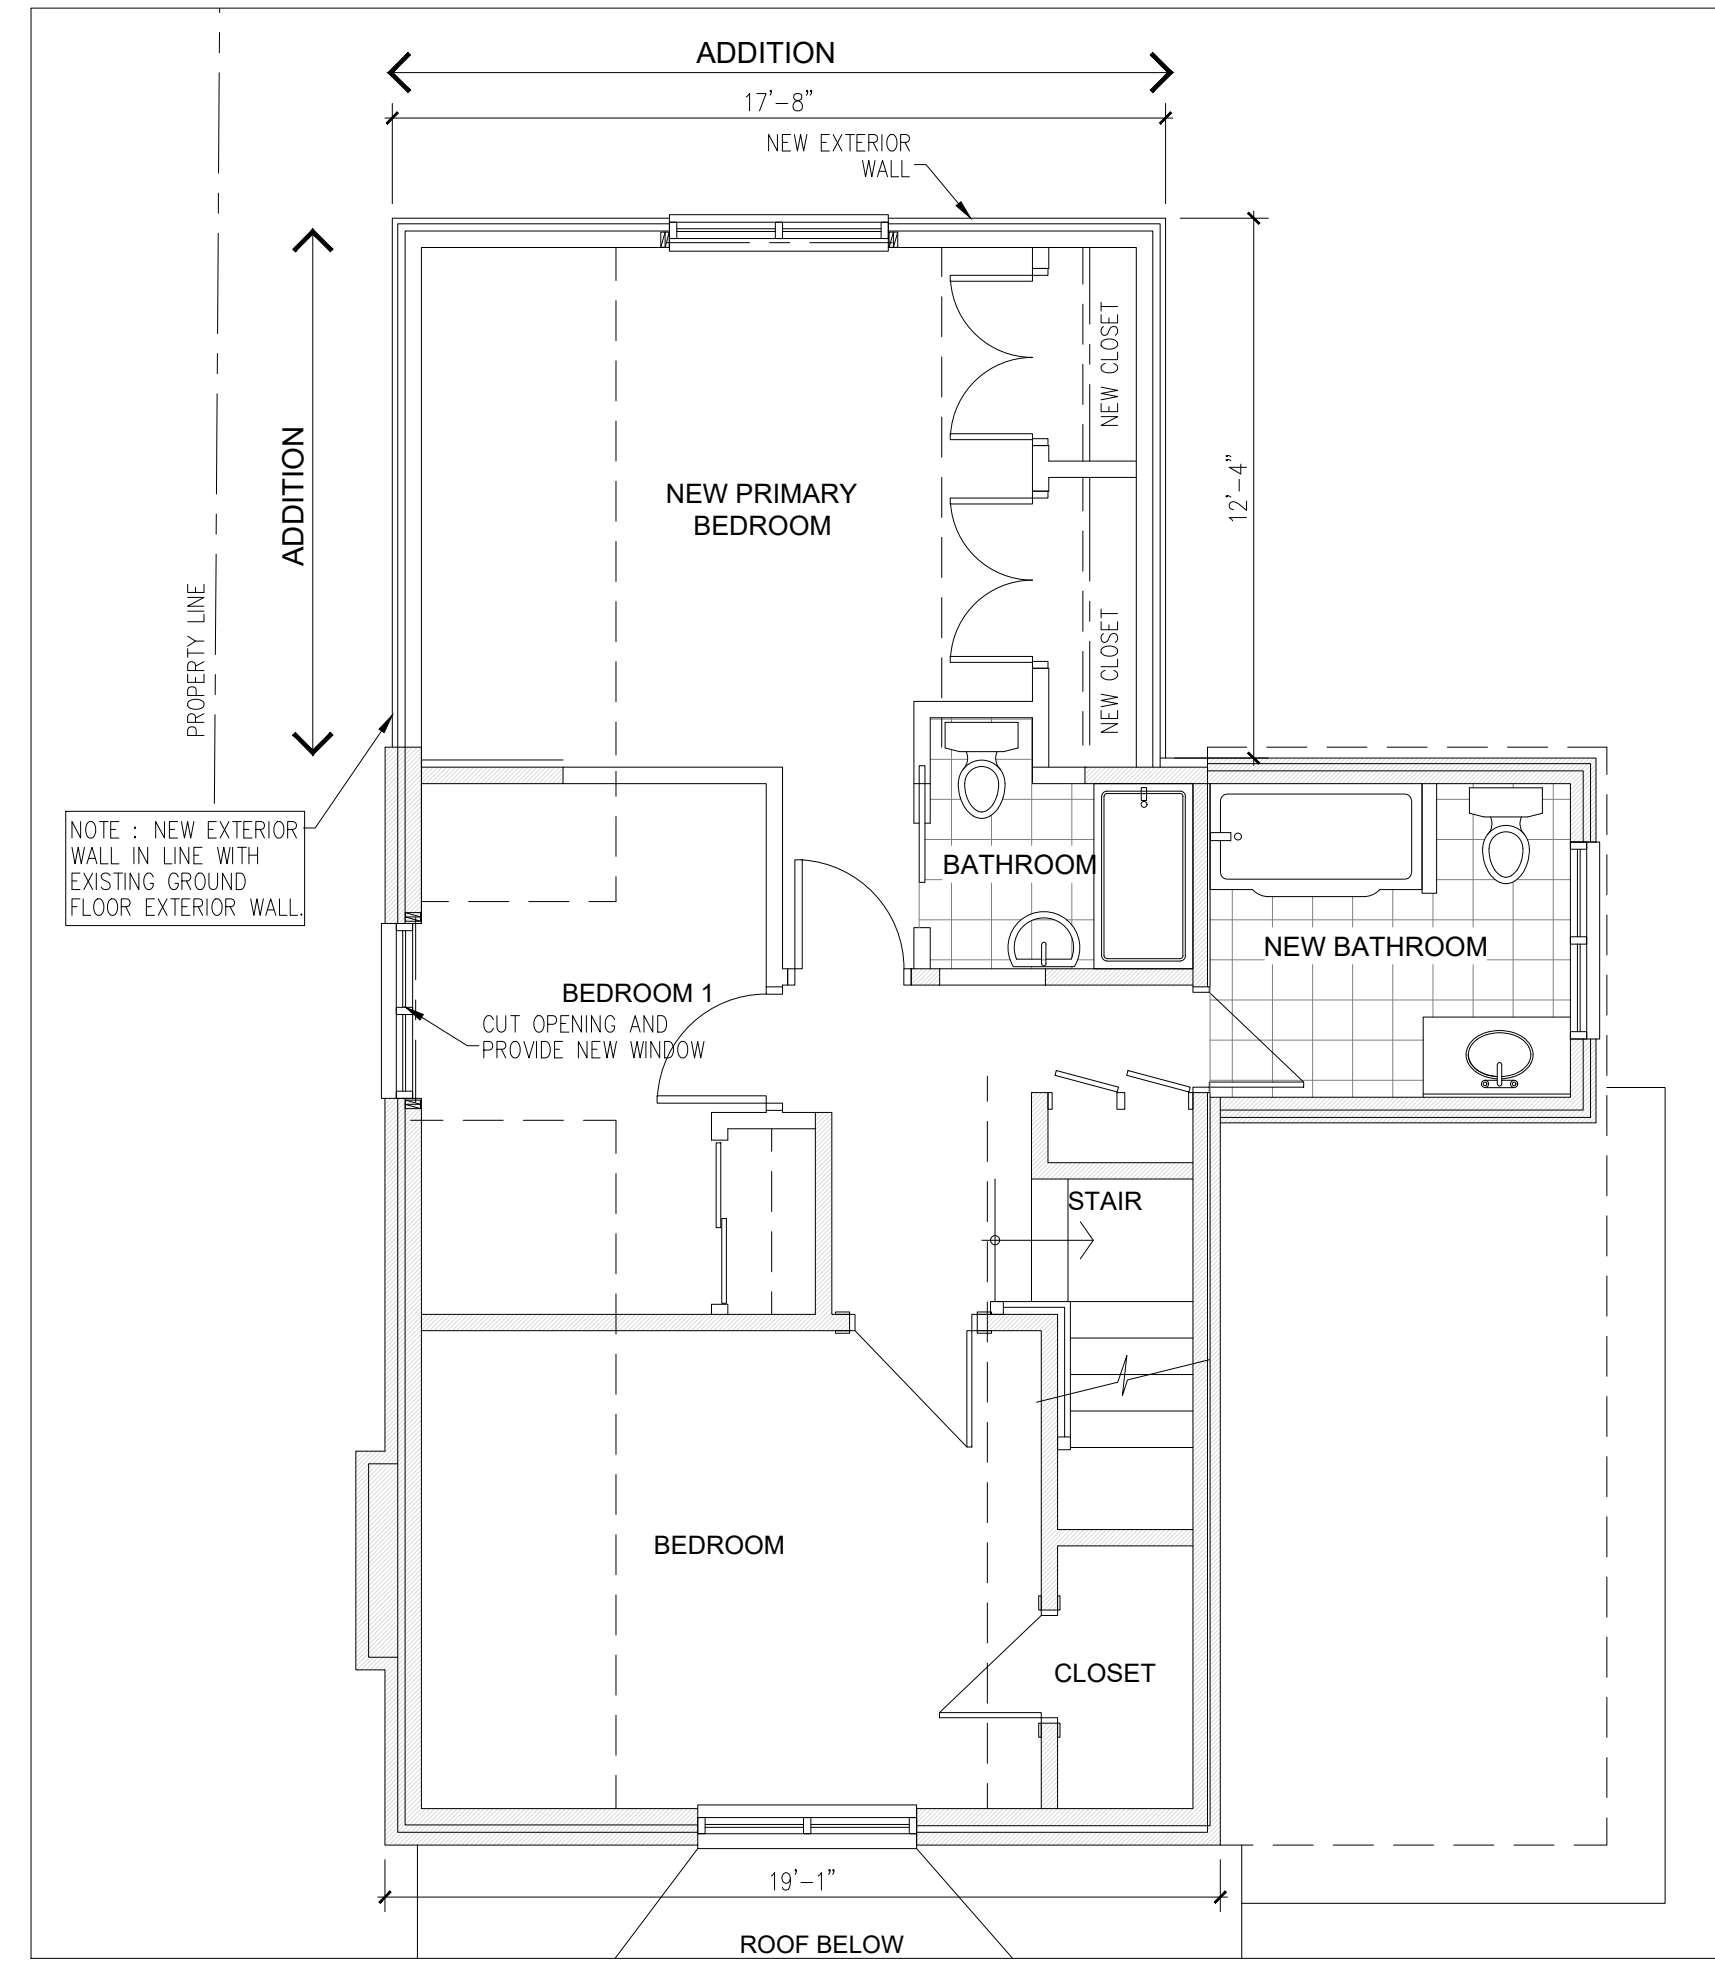 ADDITION
17'-8"
NEW EXTERIOR
WALL
ADDITION
NEW CLOSET
12'-4"
NEW PRIMARY
BEDROOM
PROPERTY LINE
NEW CLOSET
NOTE : NEW EXTERIOR
WALL IN LINE WITH
EXISTING GROUND
FLOOR EXTERIOR WALL.
BATHROOM
NEW BATHROOM
BEDROOM 1
CUT OPENING AND
PROVIDE NEW WINDOW
STAIR
BEDROOM
CLOSET
19'-1"
ROOF BELOW